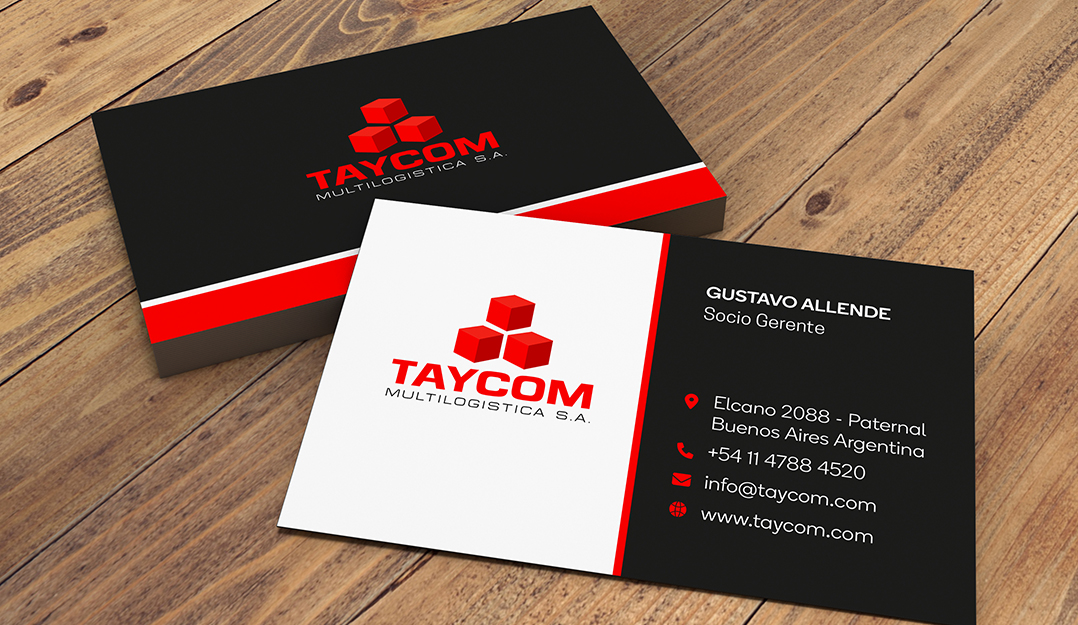 TAYCOM
MULTILOGISTICA S.A.
TAYCOM
MULTILOGISTICA S.A.
GUSTAVO ALLENDE
Socio Gerente
Elcano 2088 - Paternal
Buenos Aires Argentina
+54 11 4788 4520
info@taycom.com
www.taycom.com